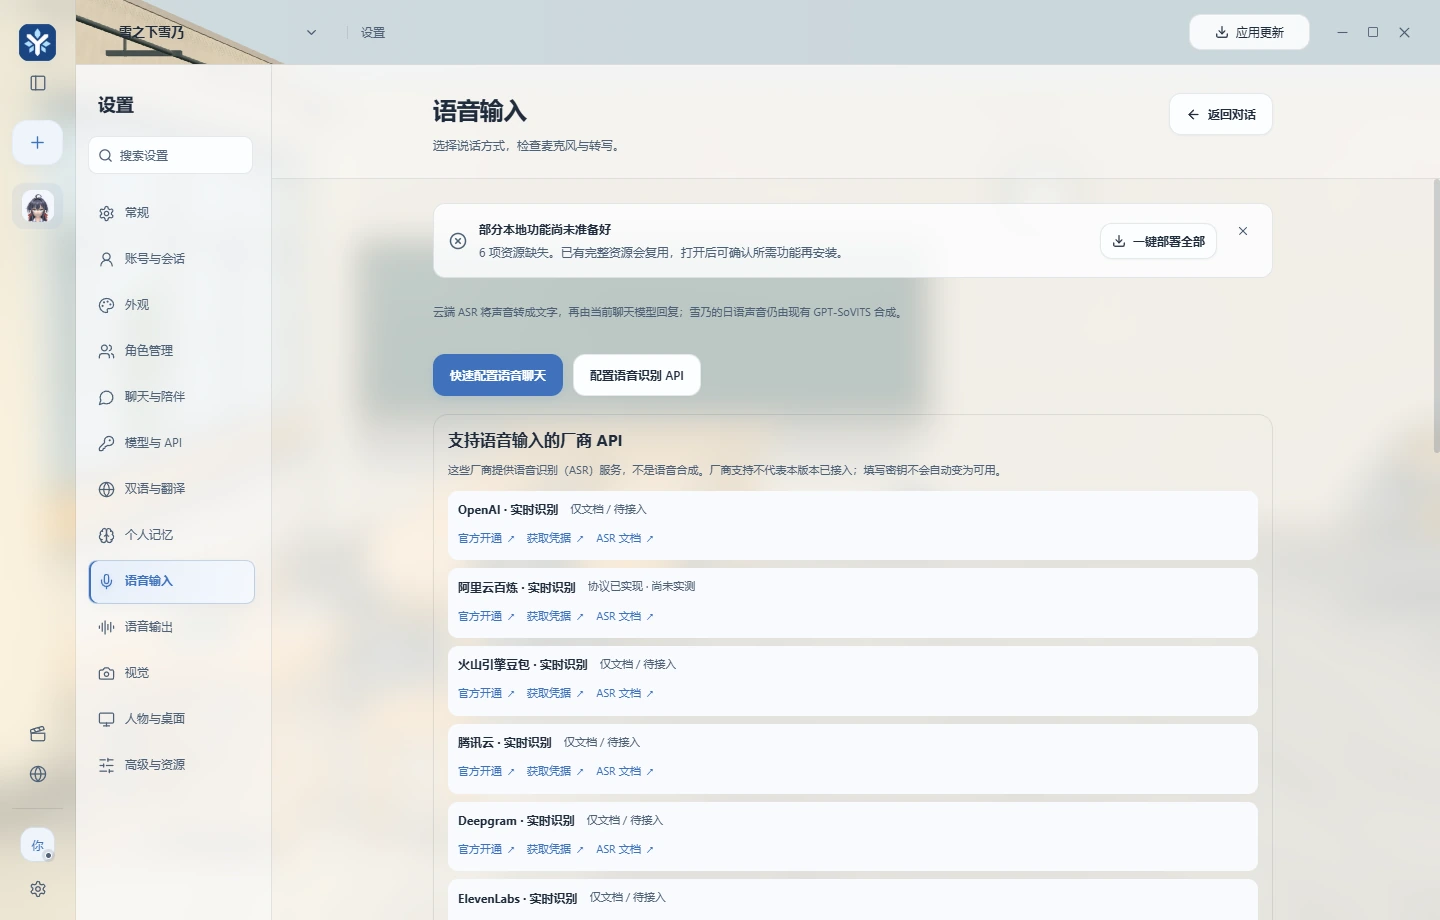 雪之下雪乃
设置
应用更新
设置
搜索设置
常规
账号与会话
外观
角色管理
聊天与陪伴
模型与 API
双语与翻译
个人记忆
语音输入
语音输出
视觉
人物与桌面
高级与资源
你
语音输入
选择说话方式，检查麦克风与转写。
返回对话
部分本地功能尚未准备好
6 项资源缺失。已有完整资源会复用，打开后可确认所需功能再安装。
一键部署全部
云端 ASR 将声音转成文字，再由当前聊天模型回复；雪乃的日语声音仍由现有 GPT-SoVITS 合成。
快速配置语音聊天
配置语音识别 API
支持语音输入的厂商 API
这些厂商提供语音识别（ASR）服务，不是语音合成。厂商支持不代表本版本已接入；填写密钥不会自动变为可用。
OpenAI · 实时识别 仅文档 / 待接入
官方开通 ↗ 获取凭据 ↗ ASR 文档 ↗
阿里云百炼 · 实时识别 协议已实现 · 尚未实测
官方开通 ↗ 获取凭据 ↗ ASR 文档 ↗
火山引擎豆包 · 实时识别 仅文档 / 待接入
官方开通 ↗ 获取凭据 ↗ ASR 文档 ↗
腾讯云 · 实时识别 仅文档 / 待接入
官方开通 ↗ 获取凭据 ↗ ASR 文档 ↗
Deepgram · 实时识别 仅文档 / 待接入
官方开通 ↗ 获取凭据 ↗ ASR 文档 ↗
ElevenLabs · 实时识别 仅文档 / 待接入